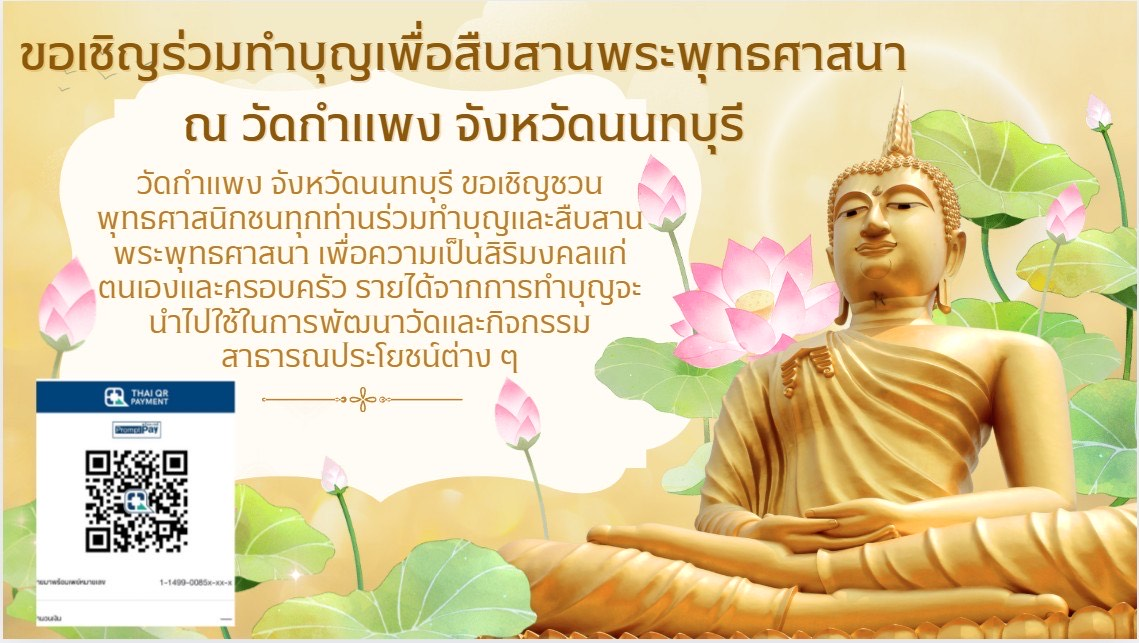 ขอเชิญร่วมทำบุญเพื่อสืบสานพระพุทธศาสนา
ณ วัดกำแพง จังหวัดนนทบุรี
วัดกำแพง จังหวัดนนทบุรี ขอเชิญชวน
พุทธศาสนิกชนทุกท่านร่วมทำบุญและสืบสาน
พระพุทธศาสนา เพื่อความเป็นสิริมงคลแก่
ตนเองและครอบครัว รายได้จากการทำบุญจะ
นำไปใช้ในการพัฒนาวัดและกิจกรรม
สาธารณประโยชน์ต่าง ๆ
THAI QR
PAYMENT
PromptPay
1-1499-0085x-xx-x